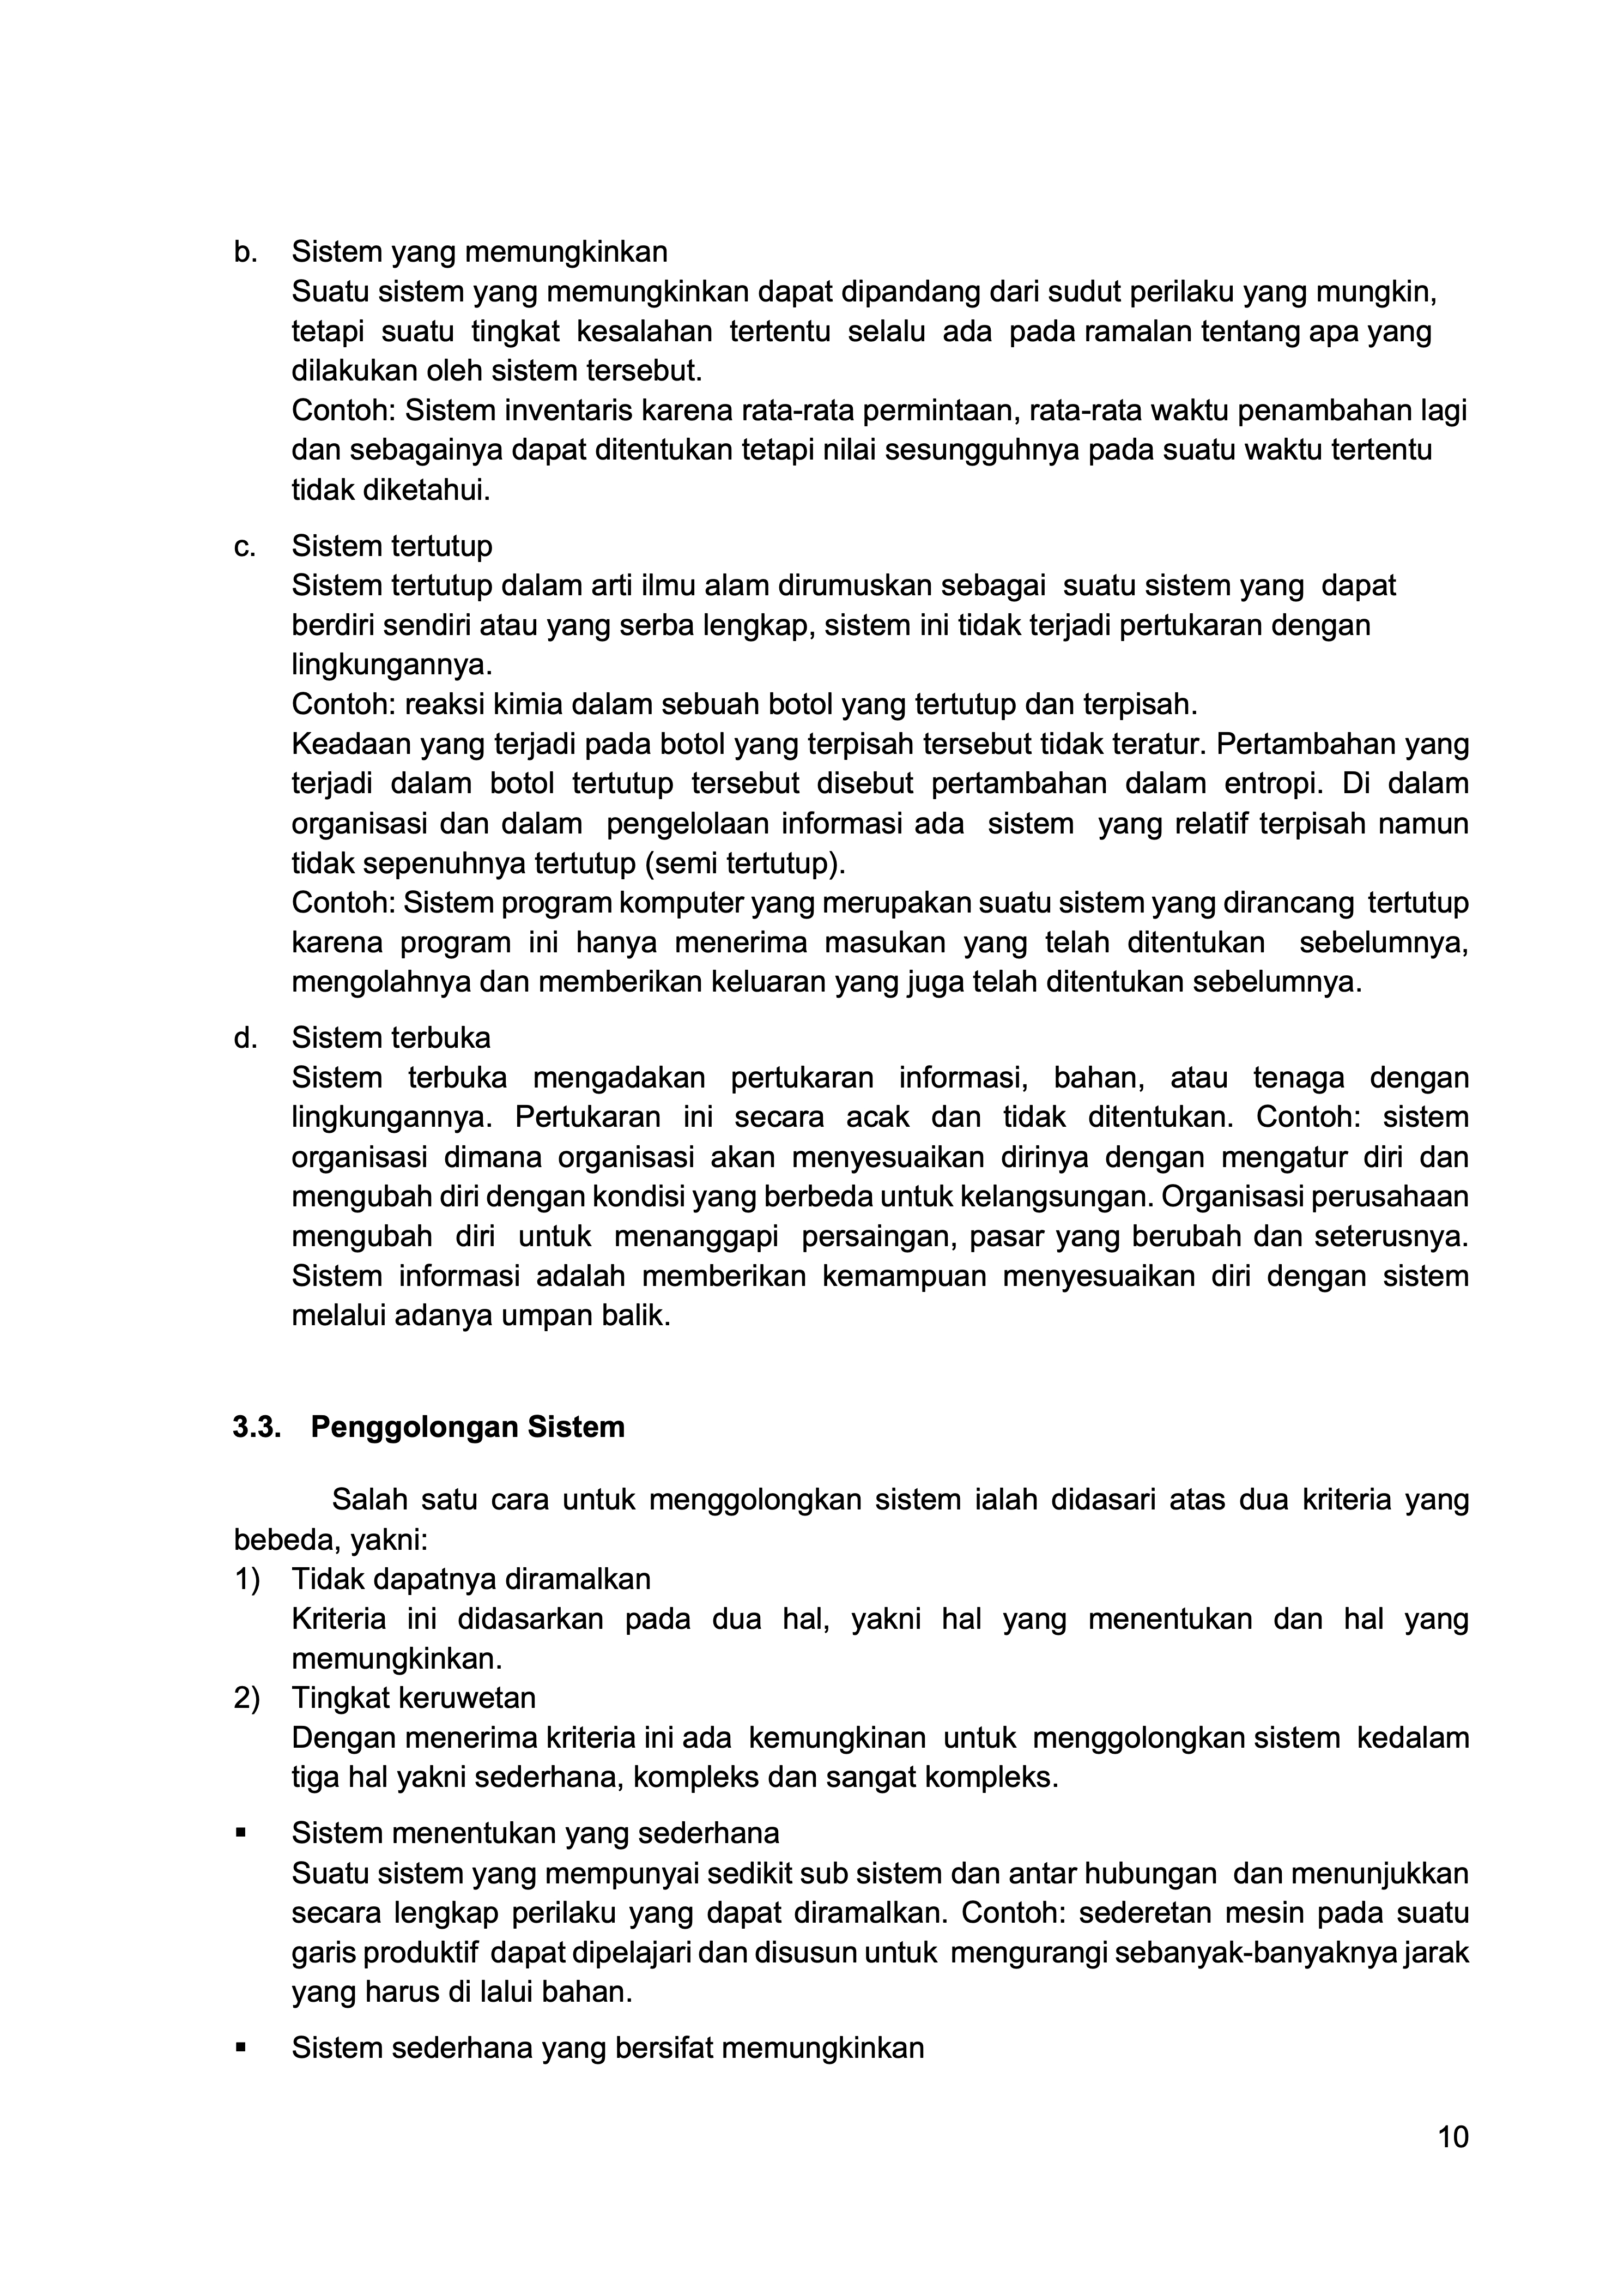 b. Sistem yang memungkinkan
Suatu sistem yang memungkinkan dapat dipandang dari sudut perilaku yang mungkin,
tetapi suatu tingkat kesalahan tertentu selalu ada pada ramalan tentang apa yang
dilakukan oleh sistem tersebut.
Contoh: Sistem inventaris karena rata-rata permintaan, rata-rata waktu penambahan lagi
dan sebagainya dapat ditentukan tetapi nilai sesungguhnya pada suatu waktu tertentu
tidak diketahui.
c. Sistem tertutup
Sistem tertutup dalam arti ilmu alam dirumuskan sebagai suatu sistem yang dapat
berdiri sendiri atau yang serba lengkap, sistem ini tidak terjadi pertukaran dengan
lingkungannya.
Contoh: reaksi kimia dalam sebuah botol yang tertutup dan terpisah.
Keadaan yang terjadi pada botol yang terpisah tersebut tidak teratur. Pertambahan yang
terjadi dalam botol tertutup tersebut disebut pertambahan dalam entropi. Di dalam
organisasi dan dalam pengelolaan informasi ada sistem yang relatif terpisah namun
tidak sepenuhnya tertutup (semi tertutup).
Contoh: Sistem program komputer yang merupakan suatu sistem yang dirancang tertutup
karena program ini hanya menerima masukan yang telah ditentukan sebelumnya,
mengolahnya dan memberikan keluaran yang juga telah ditentukan sebelumnya.
d. Sistem terbuka
Sistem terbuka mengadakan pertukaran informasi, bahan, atau tenaga dengan
lingkungannya. Pertukaran ini secara acak dan tidak ditentukan. Contoh: sistem
organisasi dimana organisasi akan menyesuaikan dirinya dengan mengatur diri dan
mengubah diri dengan kondisi yang berbeda untuk kelangsungan. Organisasi perusahaan
mengubah diri untuk menanggapi persaingan, pasar yang berubah dan seterusnya.
Sistem informasi adalah memberikan kemampuan menyesuaikan diri dengan sistem
melalui adanya umpan balik.
3.3. Penggolongan Sistem
Salah satu cara untuk menggolongkan sistem ialah didasari atas dua kriteria yang
bebeda, yakni:
1) Tidak dapatnya diramalkan
Kriteria ini didasarkan pada dua hal, yakni hal yang menentukan dan hal yang
memungkinkan.
2) Tingkat keruwetan
Dengan menerima kriteria ini ada kemungkinan untuk menggolongkan sistem kedalam
tiga hal yakni sederhana, kompleks dan sangat kompleks.
▪ Sistem menentukan yang sederhana
Suatu sistem yang mempunyai sedikit sub sistem dan antar hubungan dan menunjukkan
secara lengkap perilaku yang dapat diramalkan. Contoh: sederetan mesin pada suatu
garis produktif dapat dipelajari dan disusun untuk mengurangi sebanyak-banyaknya jarak
yang harus di lalui bahan.
▪ Sistem sederhana yang bersifat memungkinkan
10